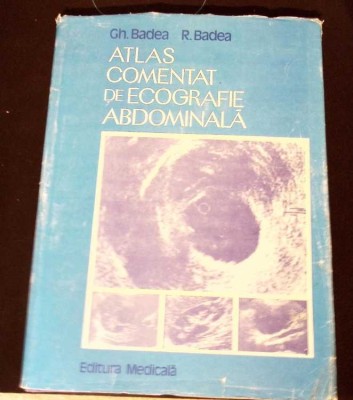 Gh. Badea R. Badea
ATLAS
COMENTAT
DE ECOGRAFIE
ABDOMINALĂ
Editura Medicală